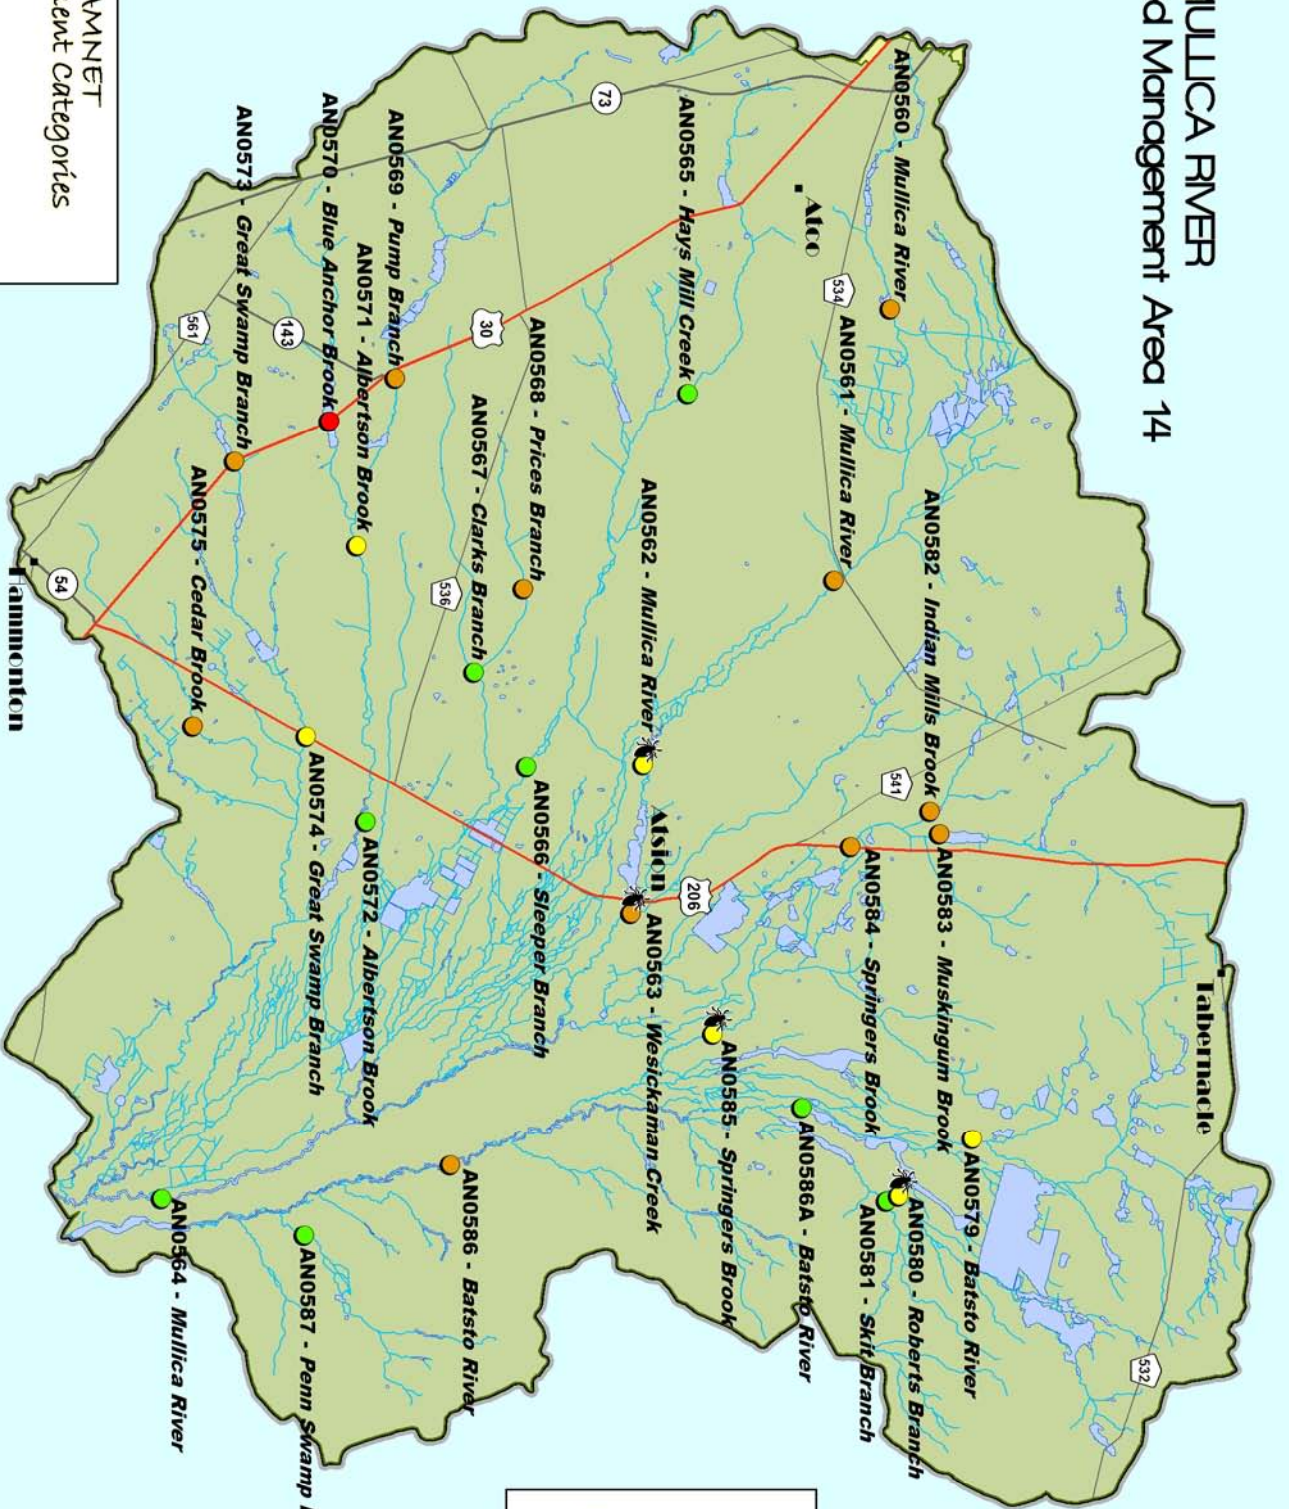 MULLICA RIVER
d Management Area 14
AMNET
ent Categories
AN0560 - Mullica River
AN0565 - Hays Mill Creek
Atco
73
534
AN0561 - Mullica River
AN0569 - Pump Branch
AN0570 - Blue Anchor Brook
AN0571 - Albertson Brook
AN0573 - Great Swamp Branch
143
561
30
AN0568 - Prices Branch
AN0567 - Clarks Branch
536
AN0562 - Mullica River
AN0582 - Indian Mills Brook
AN0575 - Cedar Brook
54
Hammonton
541
Atsion
206
AN0583 - Muskingum Brook
AN0584 - Springers Brook
AN0563 - Wesickaman Creek
AN0566 - Sleeper Branch
AN0572 - Albertson Brook
AN0574 - Great Swamp Branch
Tabernacle
AN0585 - Springers Brook
AN0586A - Batsto River
AN0579 - Batsto River
AN0580 - Roberts Branch
AN0581 - Skit Branch
532
AN0586 - Batsto River
AN0587 - Penn Swamp
AN0564 - Mullica River